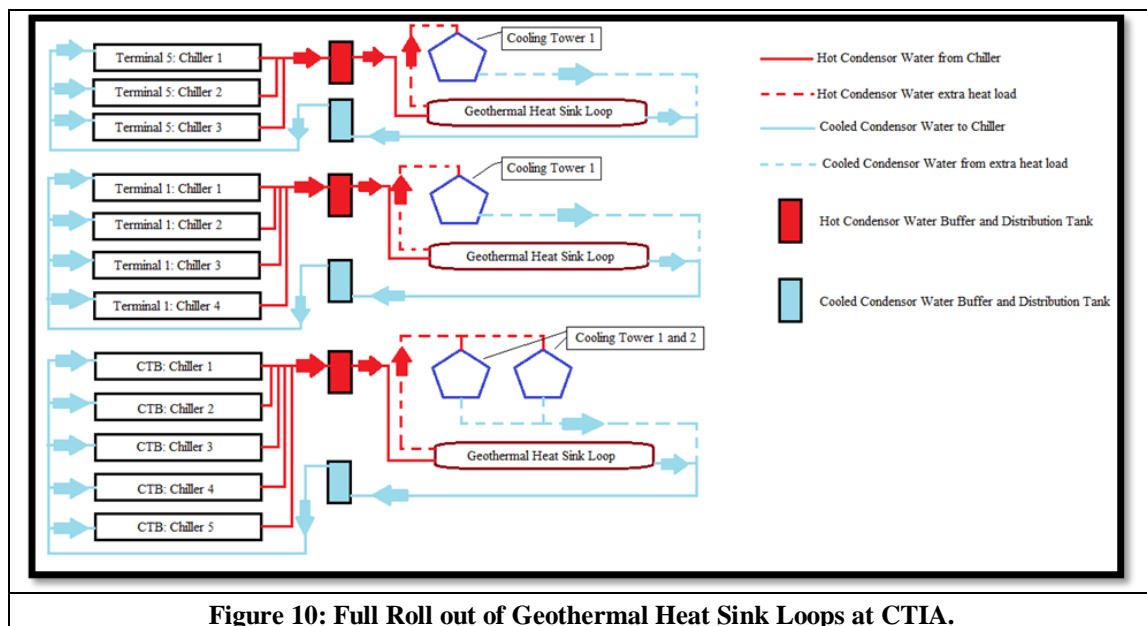 Cooling Tower 1
Terminal 5: Chiller 1
Terminal 5: Chiller 2
Terminal 5: Chiller 3
Geothermal Heat Sink Loop
Cooling Tower 1
Terminal 1: Chiller 1
Terminal 1: Chiller 2
Terminal 1: Chiller 3
Terminal 1: Chiller 4
Geothermal Heat Sink Loop
Cooling Tower 1 and 2
CTB: Chiller 1
CTB: Chiller 2
CTB: Chiller 3
CTB: Chiller 4
CTB: Chiller 5
Geothermal Heat Sink Loop
Hot Condensor Water from Chiller
Hot Condensor Water extra heat load
Cooled Condensor Water to Chiller
Cooled Condensor Water from extra heat load
Hot Condensor Water Buffer and Distribution Tank
Cooled Condensor Water Buffer and Distribution Tank
Figure 10: Full Roll out of Geothermal Heat Sink Loops at CTIA.